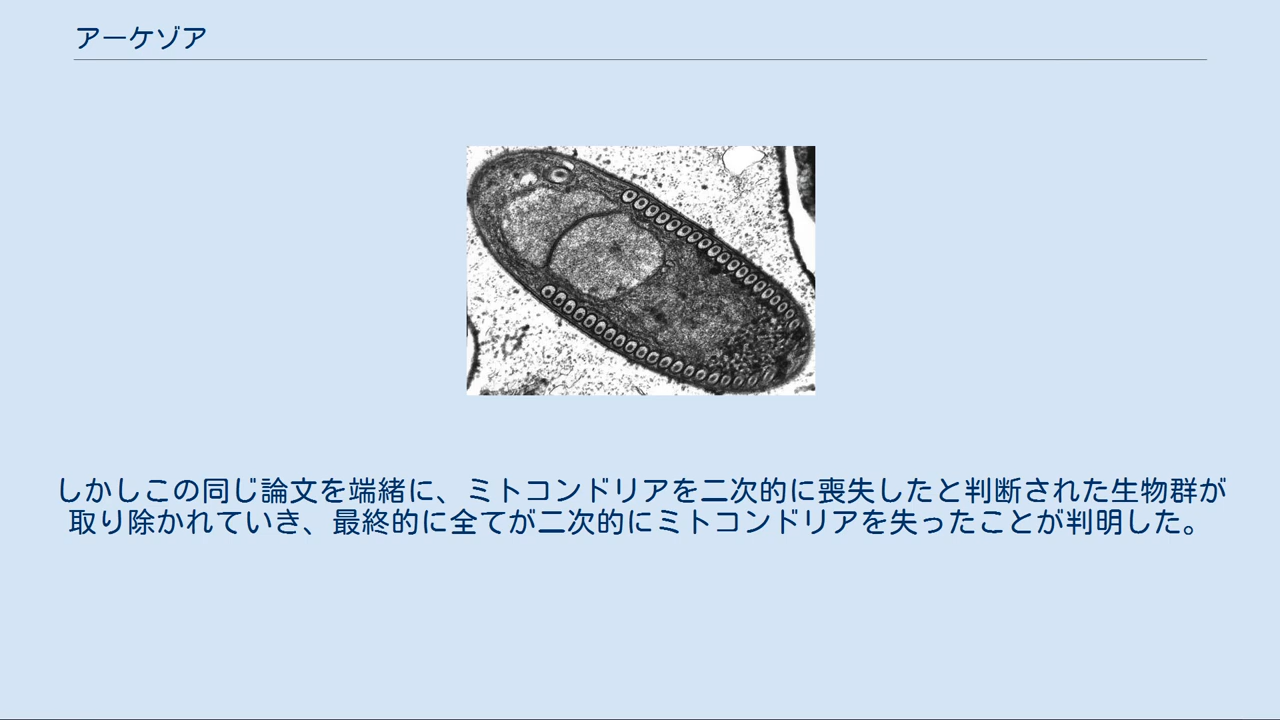 アーケゾア
しかしこの同じ論文を端緒に、ミトコンドリアを二次的に喪失したと判断された生物群が
取り除かれていき、最終的に全てが二次的にミトコンドリアを失ったことが判明した。